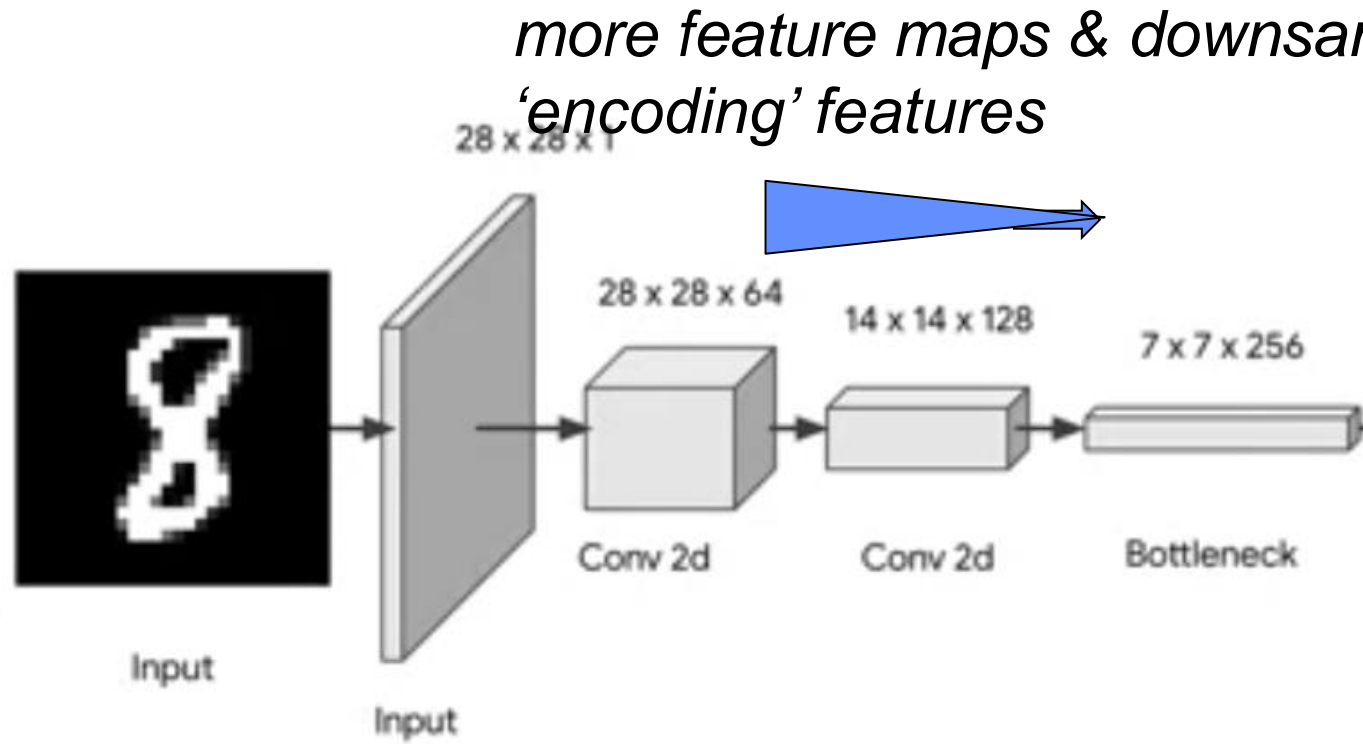 more feature maps & downsa
‘encoding’ features
28 x 28 x 1
28 x 28 x 64
14 x 14 x 128
7 x 7 x 256
Conv 2d
Conv 2d
Bottleneck
Input
Input